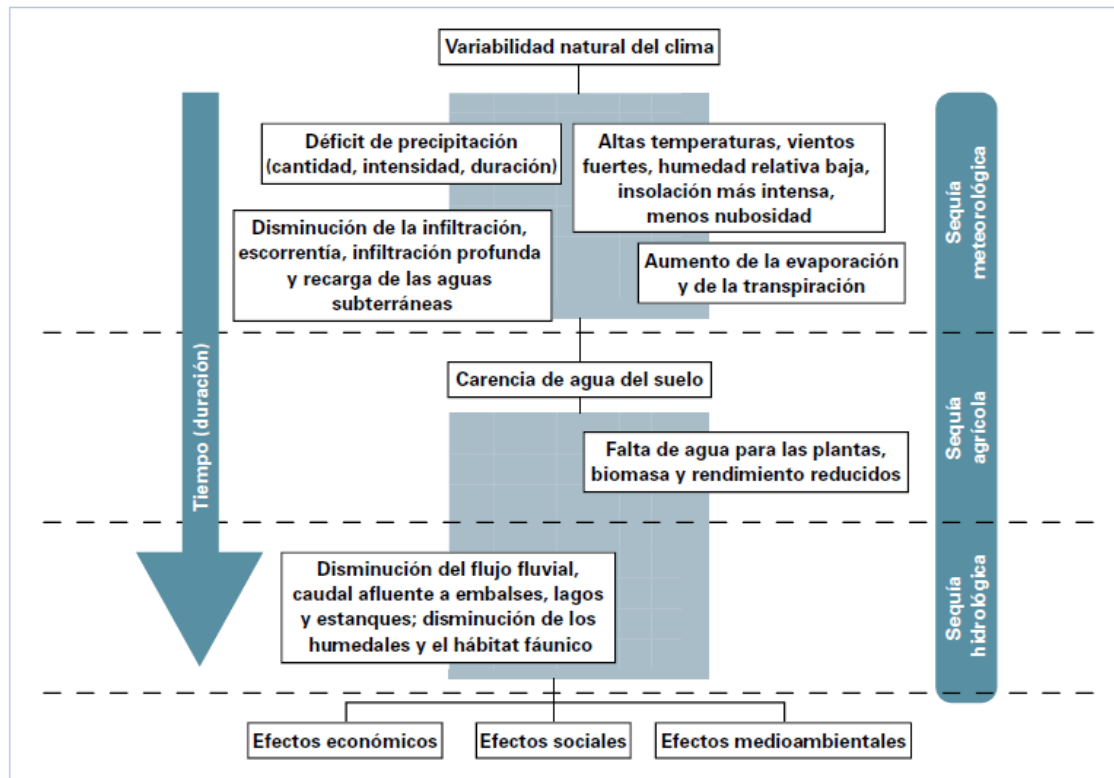 Variabilidad natural del clima
Déficit de precipitación
(cantidad, intensidad, duración)
Altas temperaturas, vientos
fuertes, humedad relativa baja,
insolación más intensa,
menos nubosidad
Disminución de la infiltración,
escorrentía, infiltración profunda
y recarga de las aguas
subterráneas
Aumento de la evaporación
y de la transpiración
Sequía
meteorológica
Tiempo (duración)
Carencia de agua del suelo
Falta de agua para las plantas,
biomasa y rendimiento reducidos
Sequía
agrícola
Disminución del flujo fluvial,
caudal afluente a embalses, lagos
y estanques; disminución de los
humedales y el hábitat fáunico
Sequía
hidrológica
Efectos económicos
Efectos sociales
Efectos medioambientales